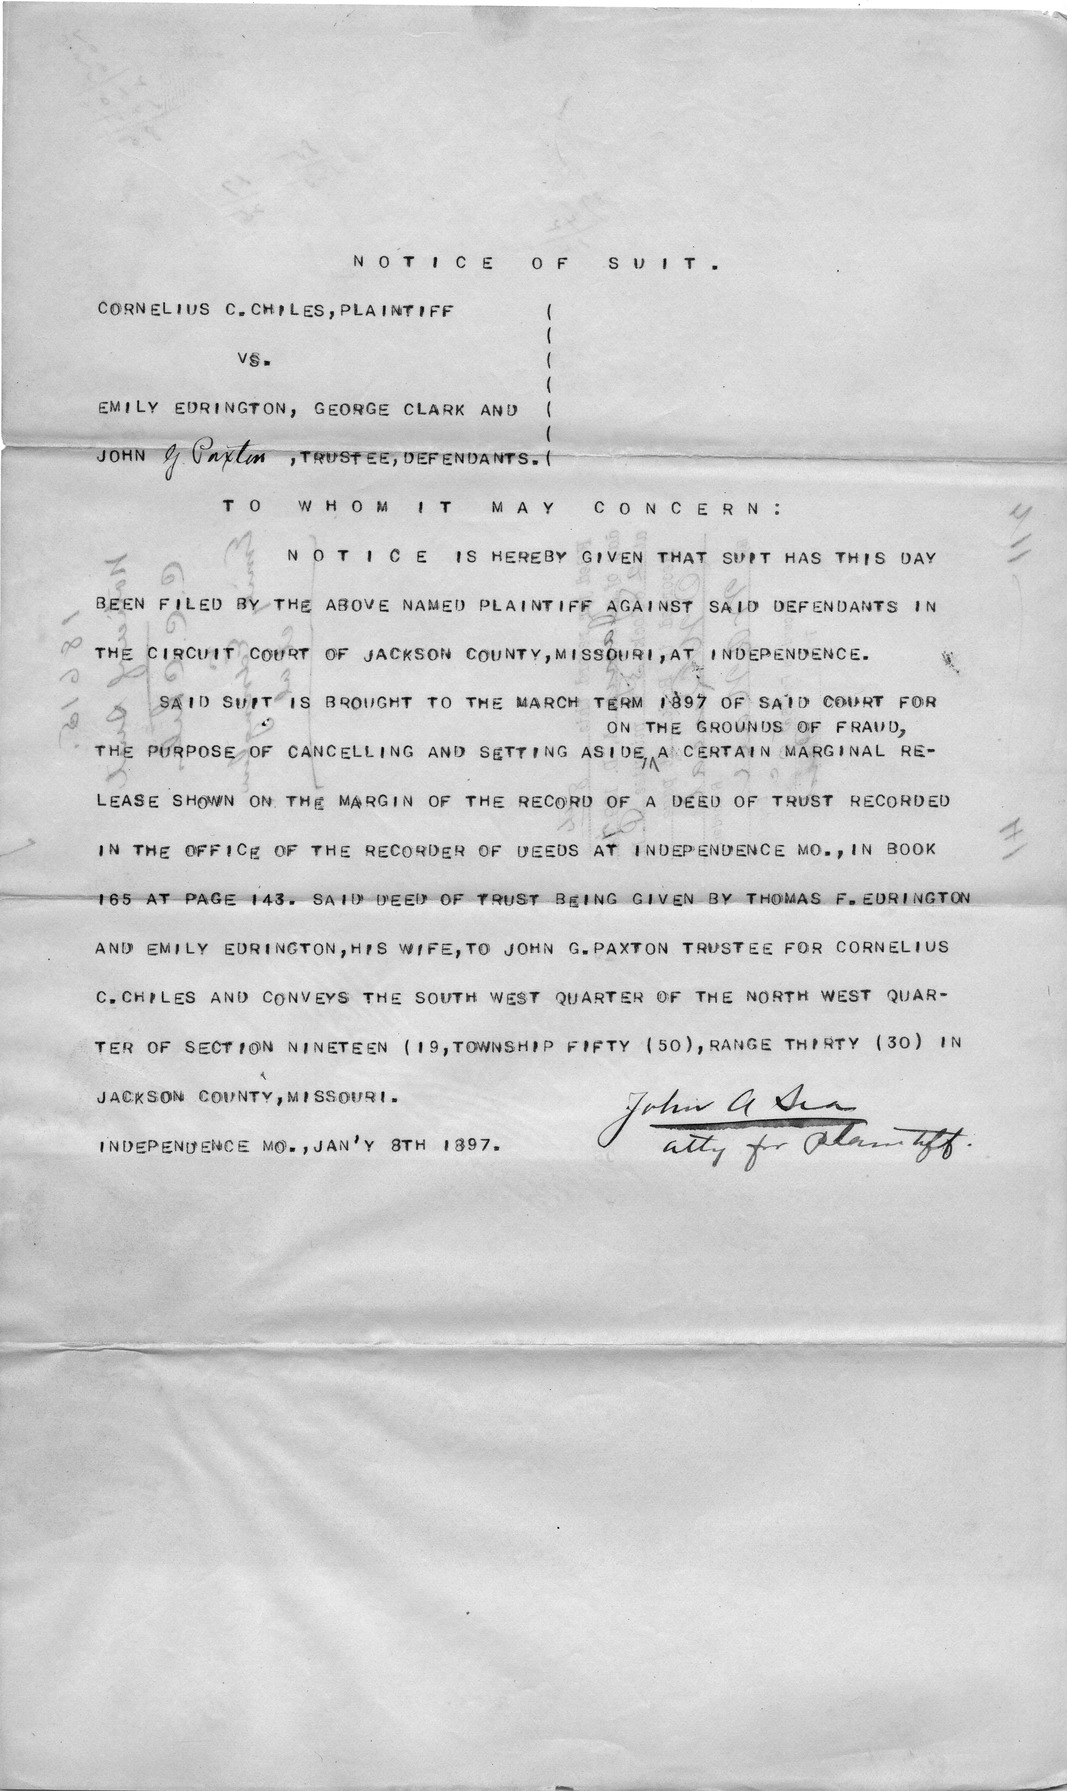 NOTICE OF SUIT.
CORNELIUS C.CHILES,PLAINTIFF (
(
VS. (
(
EMILY EDRINGTON, GEORGE CLARK AND (
(
JOHN G Paxton ,TRUSTEE,DEFENDANTS.(
TO WHOM IT MAY CONCERN:
NOTICE IS HEREBY GIVEN THAT SUIT HAS THIS DAY
BEEN FILED BY THE ABOVE NAMED PLAINTIFF AGAINST SAID DEFENDANTS IN
THE CIRCUIT COURT OF JACKSON COUNTY,MISSOURI,AT INDEPENDENCE.
SAID SUIT IS BROUGHT TO THE MARCH TERM 1897 OF SAID COURT FOR
ON THE GROUNDS OF FRAUD,
THE PURPOSE OF CANCELLING AND SETTING ASIDE A CERTAIN MARGINAL RE-
LEASE SHOWN ON THE MARGIN OF THE RECORD OF A DEED OF TRUST RECORDED
IN THE OFFICE OF THE RECORDER OF DEEDS AT INDEPENDENCE MO.,IN BOOK
165 AT PAGE 143. SAID DEED OF TRUST BEING GIVEN BY THOMAS F.EDRINGTON
AND EMILY EDRINGTON,HIS WIFE,TO JOHN G.PAXTON TRUSTEE FOR CORNELIUS
C.CHILES AND CONVEYS THE SOUTH WEST QUARTER OF THE NORTH WEST QUAR-
TER OF SECTION NINETEEN (19,TOWNSHIP FIFTY (50),RANGE THIRTY (30) IN
JACKSON COUNTY,MISSOURI.
John A Sea
INDEPENDENCE MO.,JAN'Y 8TH 1897.
atty for Plaintiff.